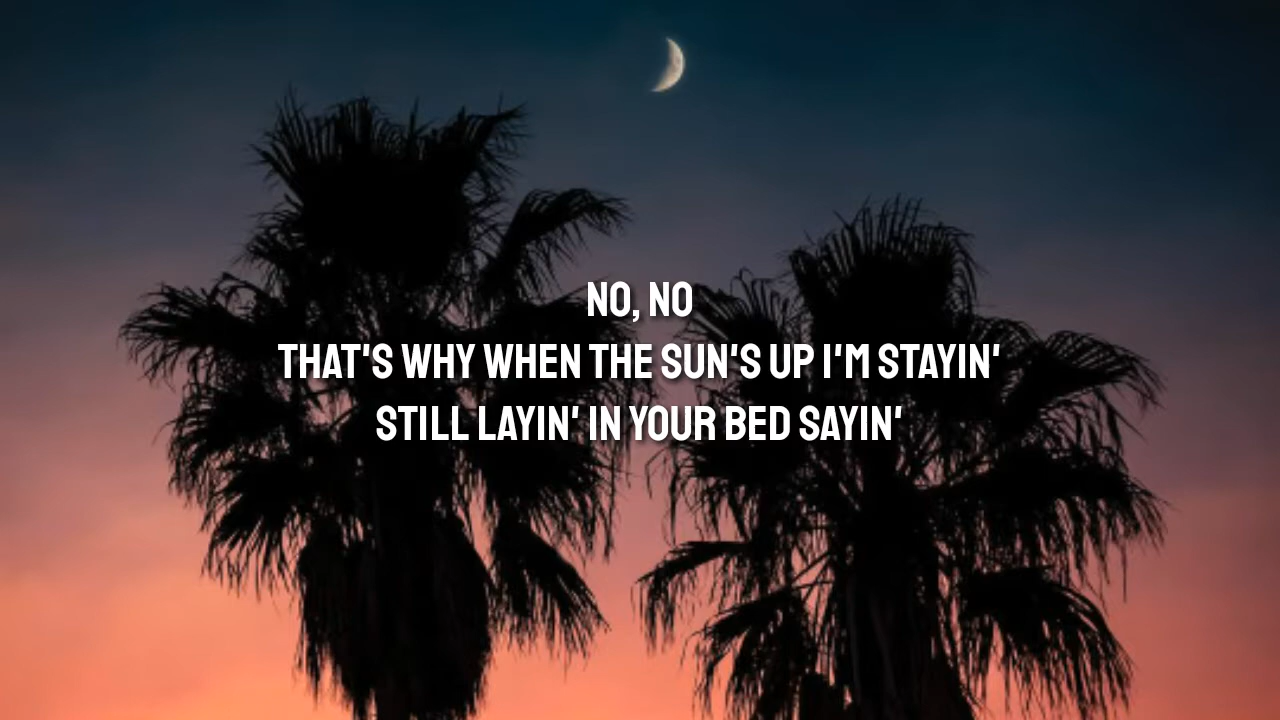 NO, NO
THAT'S WHY WHEN THE SUN'S UP I'M STAYIN'
STILL LAYIN' IN YOUR BED SAYIN'